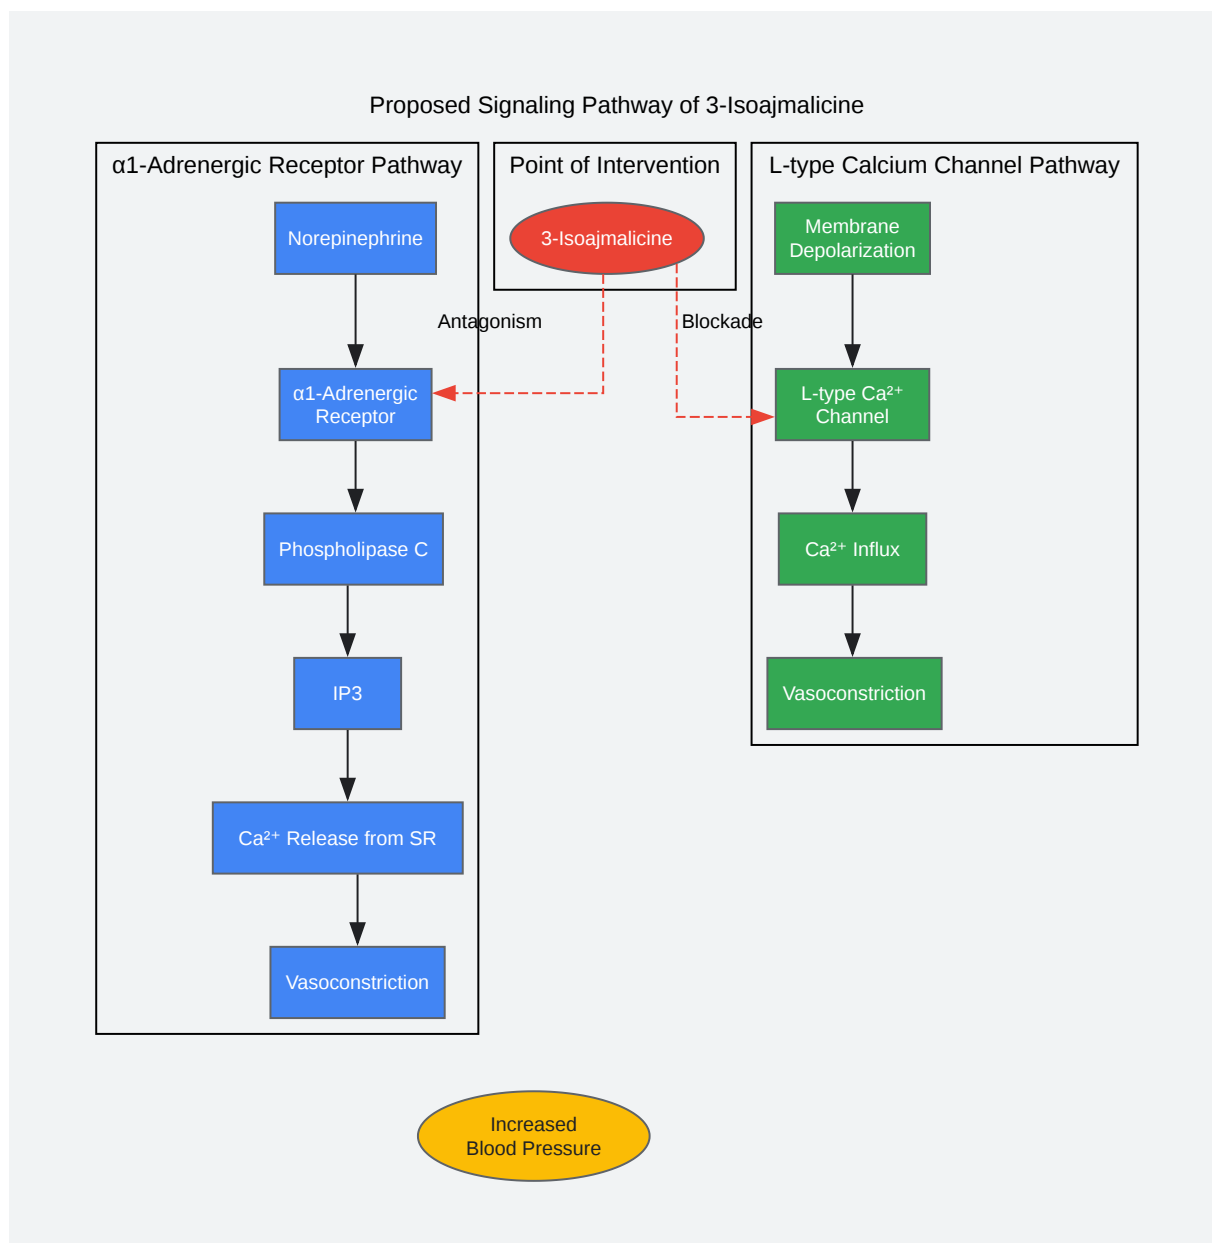 Proposed Signaling Pathway of 3-Isoajmalicine
α1-Adrenergic Receptor Pathway
Norepinephrine
Antagonism
α1-Adrenergic
Receptor
Phospholipase C
IP3
Ca²⁺ Release from SR
Vasoconstriction
Point of Intervention
3-Isoajmalicine
Blockade
L-type Calcium Channel Pathway
Membrane
Depolarization
L-type Ca²⁺
Channel
Ca²⁺ Influx
Vasoconstriction
Increased
Blood Pressure